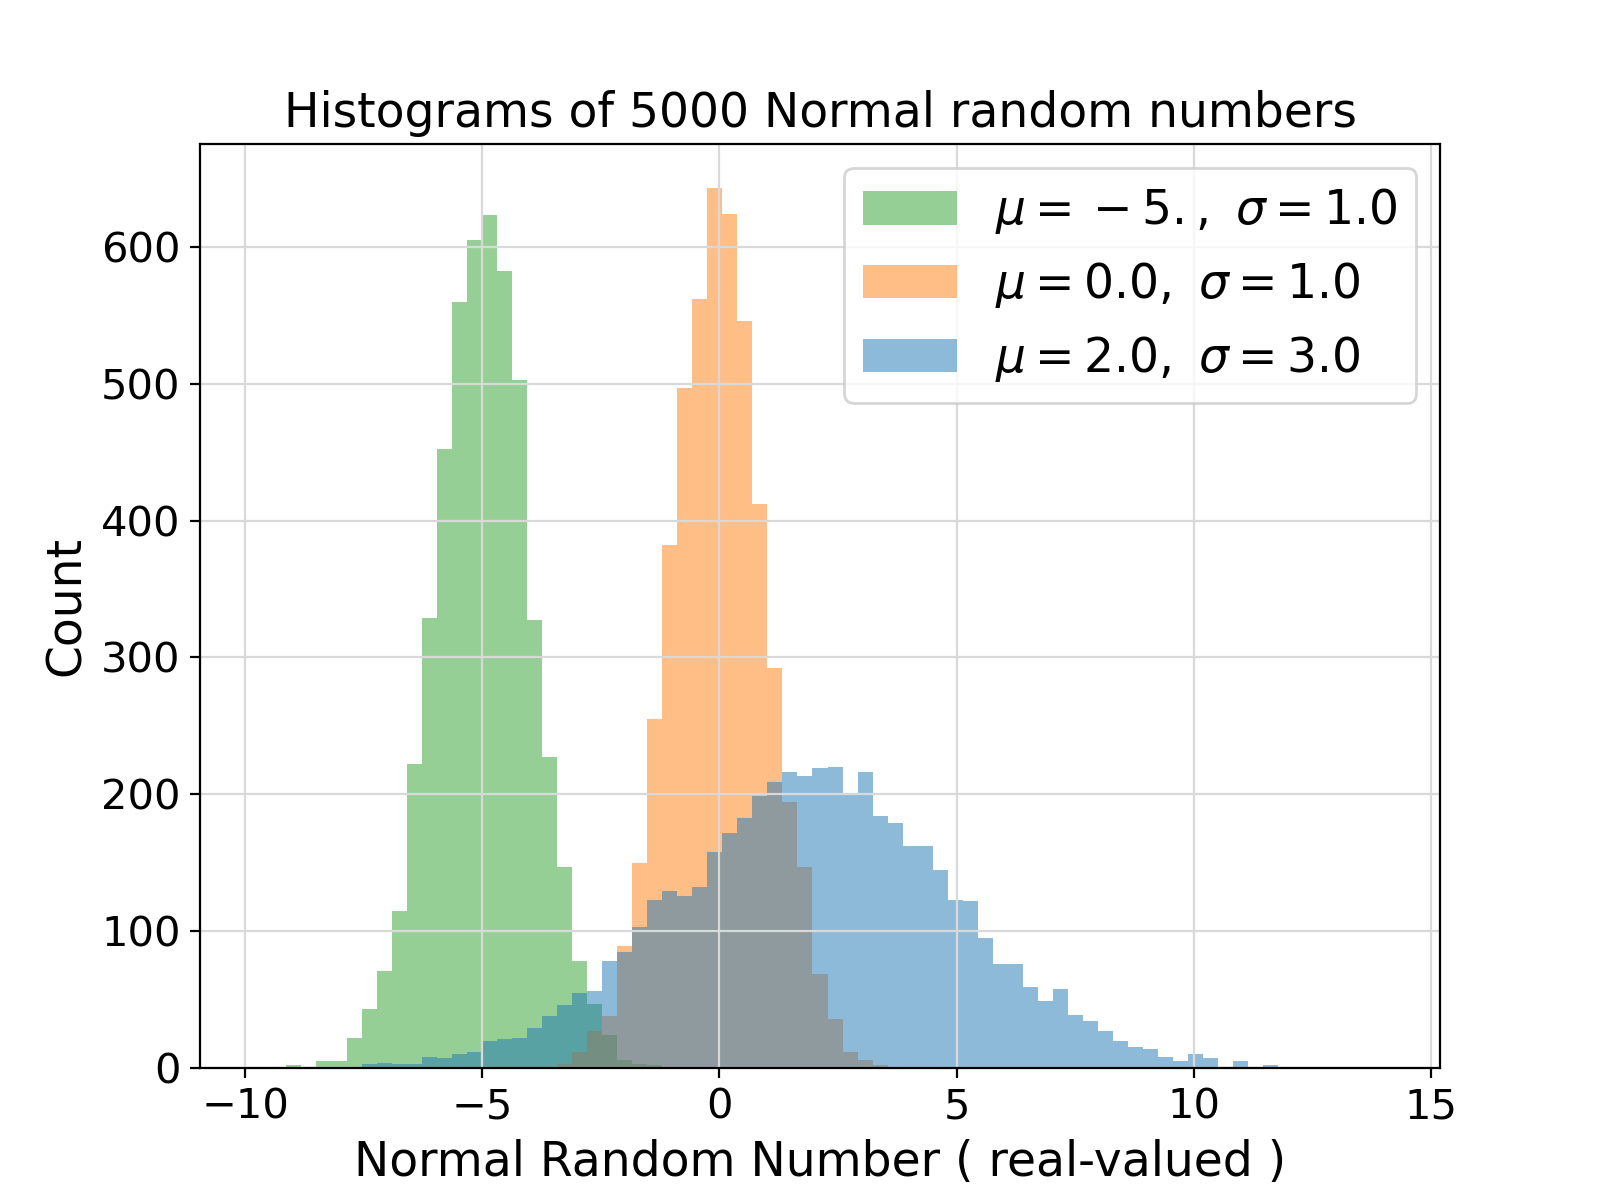 Histograms of 5000 Normal random numbers
μ = −5., σ = 1.0
μ = 0.0, σ = 1.0
μ = 2.0, σ = 3.0
600
500
400
300
200
100
0
Count
−10 −5 0 5 10 15
Normal Random Number ( real-valued )